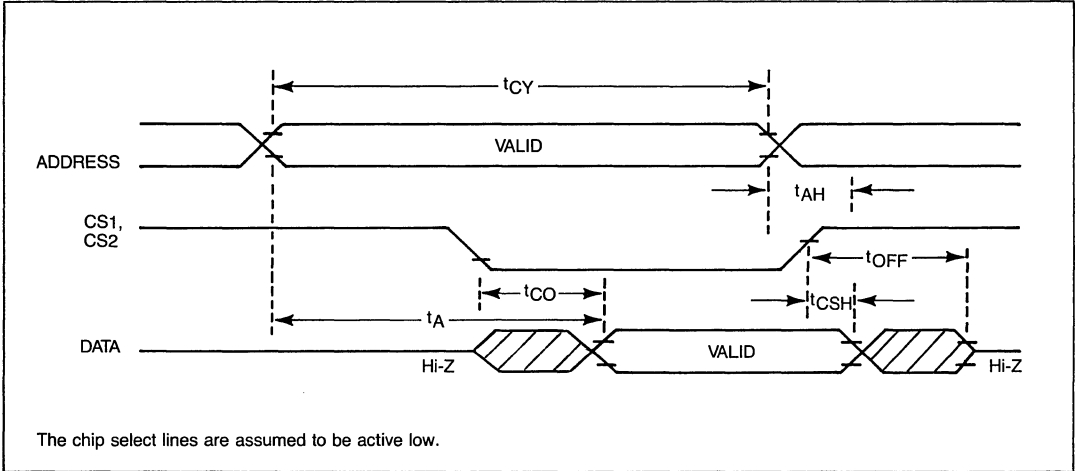 tCY
ADDRESS
VALID
tAH
CS1,
CS2
tOFF
tCO
tCSH
tA
DATA
Hi-Z
VALID
Hi-Z
The chip select lines are assumed to be active low.